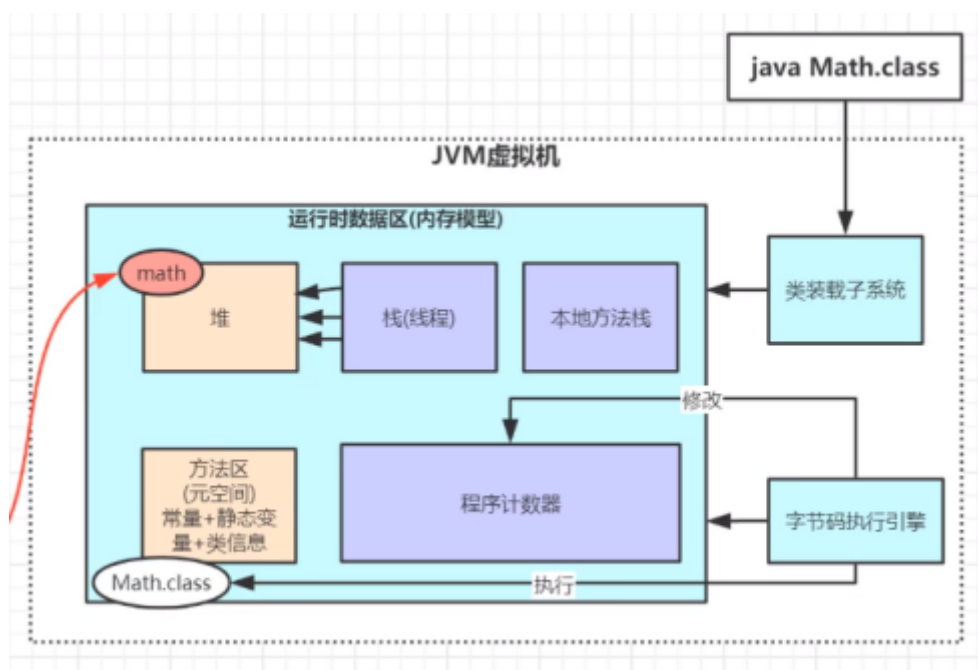 java Math.class
JVM虚拟机
运行时数据区(内存模型)
math
堆
栈(线程)
本地方法栈
类装载子系统
修改
方法区
(元空间)
常量+静态变
量+类信息
程序计数器
字节码执行引擎
Math.class
执行